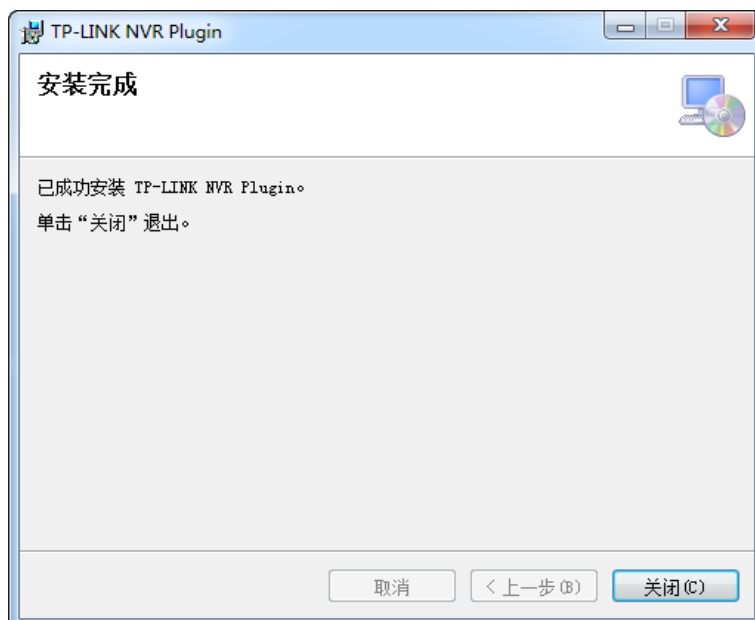 TP-LINK NVR Plugin
安装完成
已成功安装 TP-LINK NVR Plugin。
单击“关闭”退出。
取消
< 上一步(B)
关闭(C)